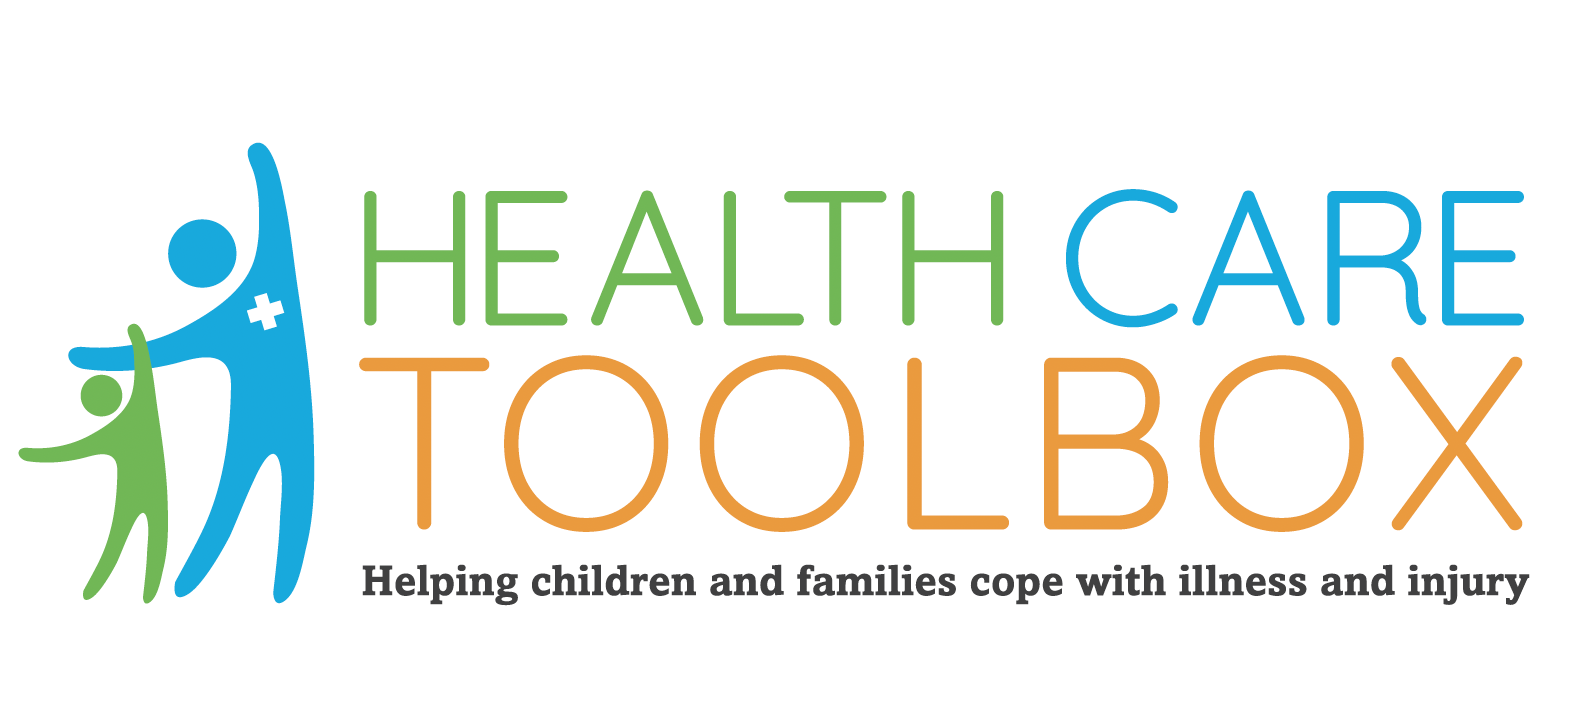 HEALTH CARE
TOOLBOX
Helping children and families cope with illness and injury